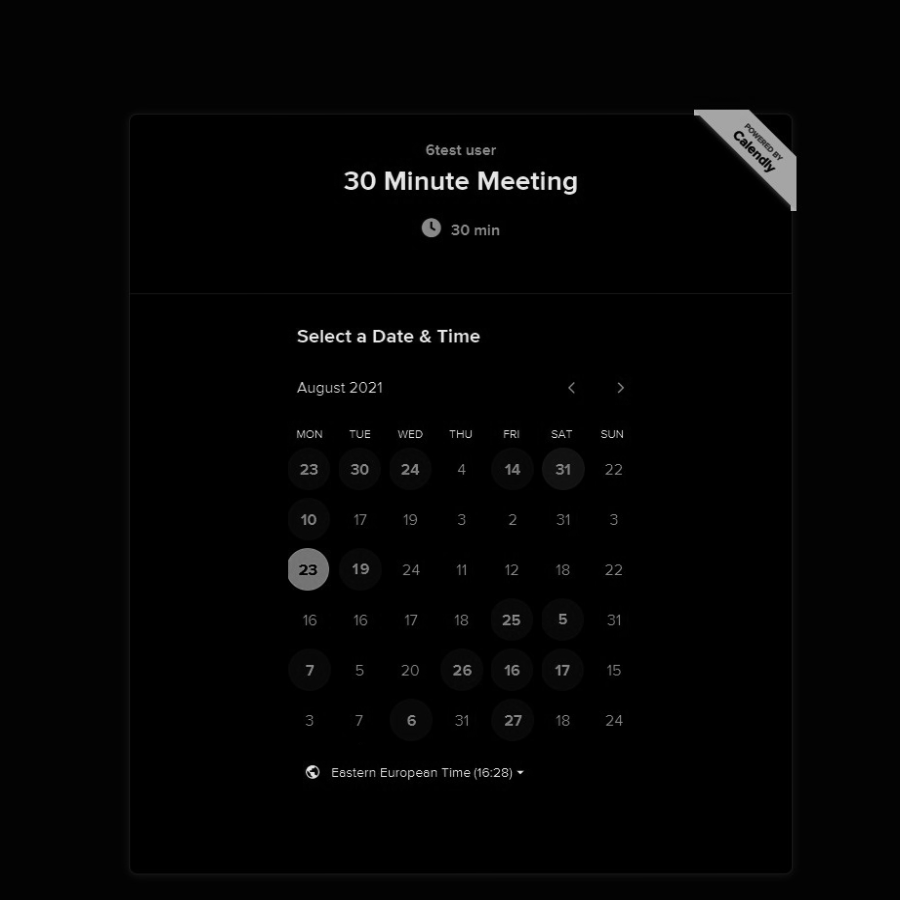 POWERED BY
Calendly
6test user
30 Minute Meeting
30 min
Select a Date & Time
August 2021
MON TUE WED THU FRI SAT SUN
23 30 24 4 14 31 22
10 17 19 3 2 31 3
23 19 24 11 12 18 22
16 16 17 18 25 5 31
7 5 20 26 16 17 15
3 7 6 31 27 18 24
Eastern European Time (16:28)